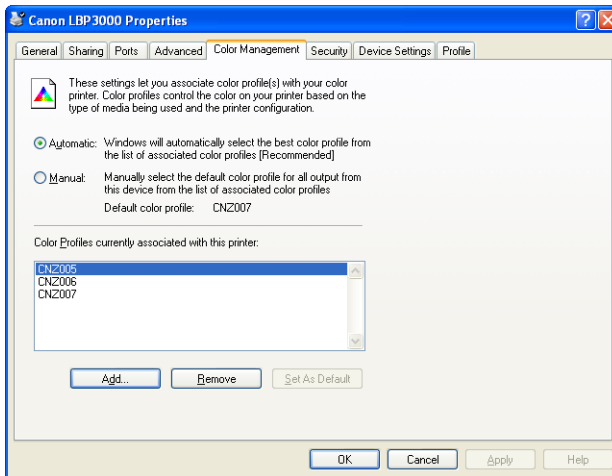 Canon LBP3000 Properties
General Sharing Ports Advanced Color Management Security Device Settings Profile
These settings let you associate color profile(s) with your color
printer. Color profiles control the color on your printer based on the
type of media being used and the printer configuration.
Automatic: Windows will automatically select the best color profile from
the list of associated color profiles [Recommended]
Manual: Manually select the default color profile for all output from
this device from the list of associated color profiles
Default color profile: CNZ007
Color Profiles currently associated with this printer:
CNZ005
CNZ006
CNZ007
Add... Remove Set As Default
OK Cancel Apply Help